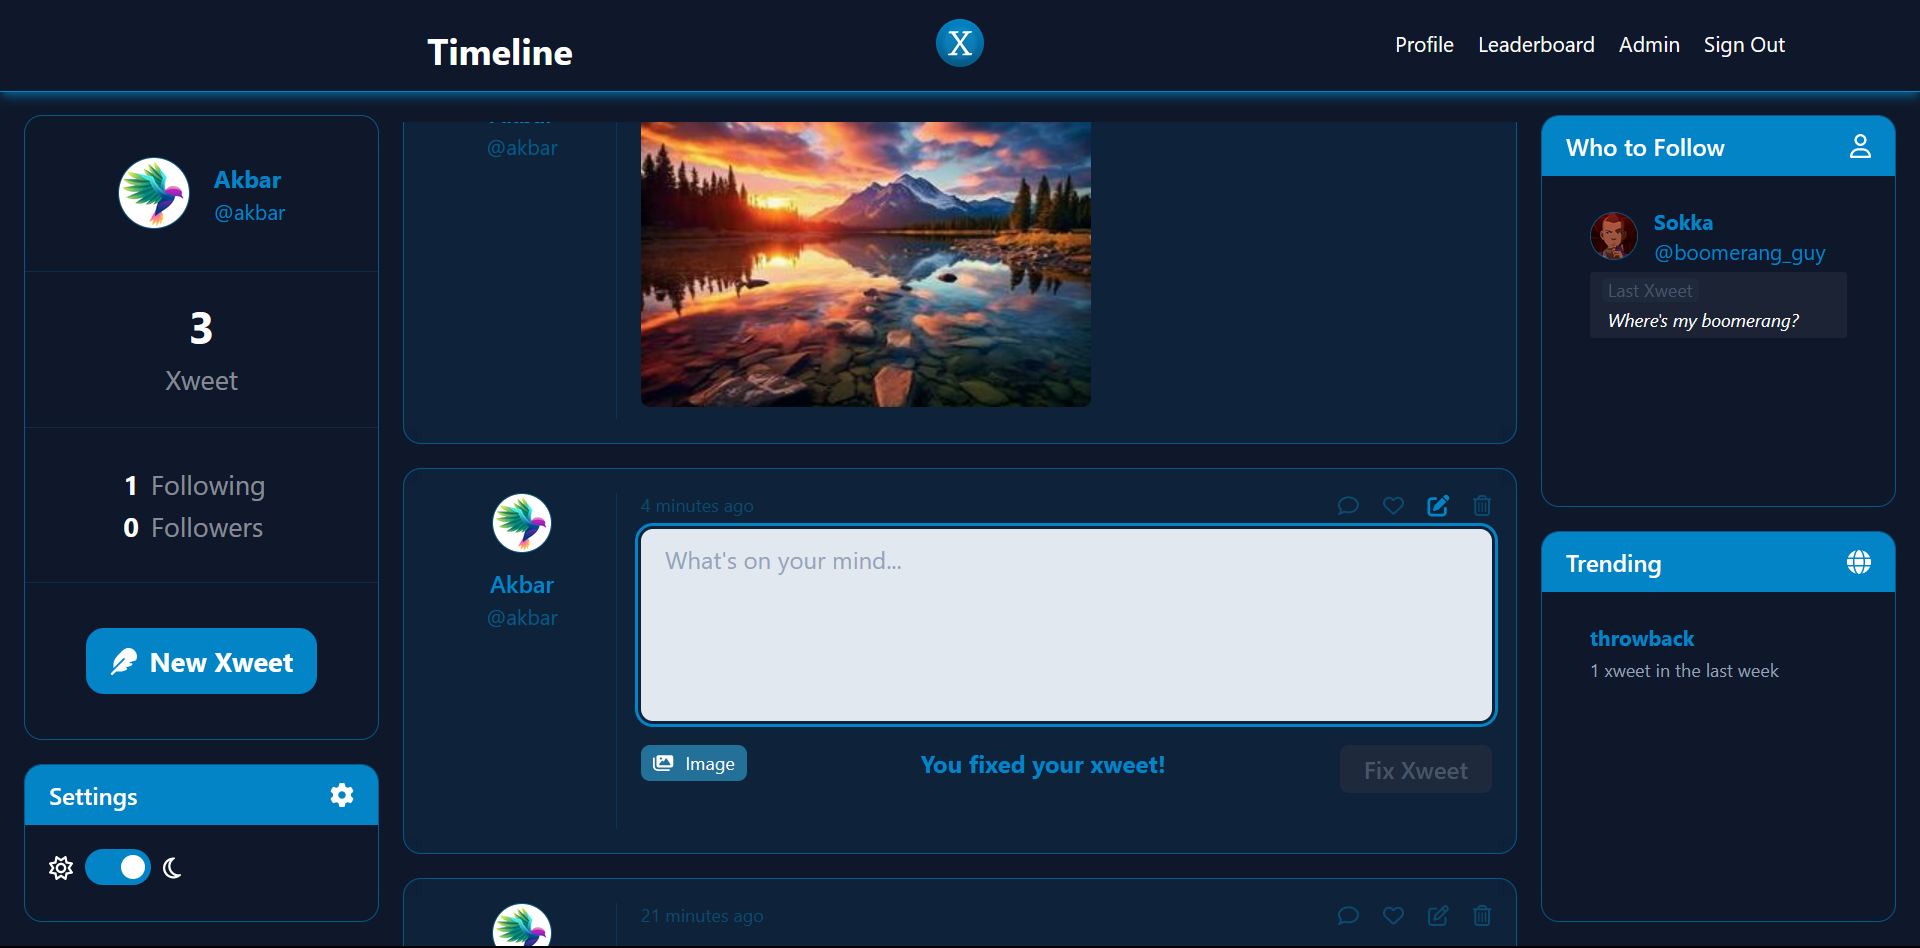 Timeline
X
Profile
Leaderboard
Admin
Sign Out
Akbar
@akbar
3
Xweet
1 Following
0 Followers
New Xweet
Settings
@akbar
4 minutes ago
Akbar
@akbar
What's on your mind...
Image
You fixed your xweet!
Fix Xweet
21 minutes ago
Who to Follow
Sokka
@boomerang_guy
Last Xweet
Where's my boomerang?
Trending
throwback
1 xweet in the last week